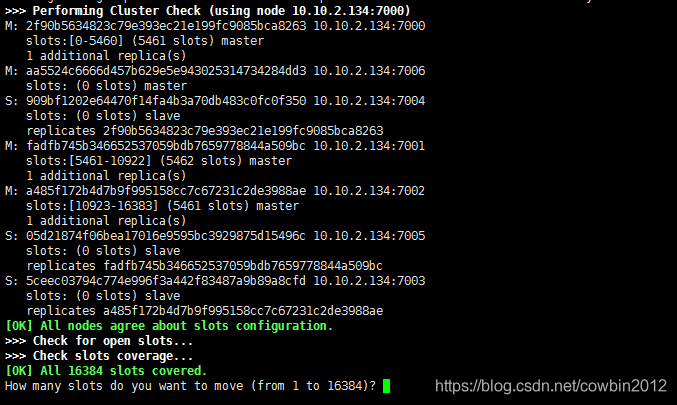 >>> Performing Cluster Check (using node 10.10.2.134:7000)
M: 2f90b5634823c79e393ec21e199fc9085bca8263 10.10.2.134:7000
   slots:[0-5460] (5461 slots) master
   1 additional replica(s)
M: aa5524c6666d457b629e5e943025314734284dd3 10.10.2.134:7006
   slots: (0 slots) master
S: 909bf1202e64470f14fa4b3a70db483c0fc0f350 10.10.2.134:7004
   slots: (0 slots) slave
   replicates 2f90b5634823c79e393ec21e199fc9085bca8263
M: fadfb745b346652537059bdb7659778844a509bc 10.10.2.134:7001
   slots:[5461-10922] (5462 slots) master
   1 additional replica(s)
M: a485f172b4d7b9f995158cc7c67231c2de3988ae 10.10.2.134:7002
   slots:[10923-16383] (5461 slots) master
   1 additional replica(s)
S: 05d21874f06bea17016e9595bc3929875d15496c 10.10.2.134:7005
   slots: (0 slots) slave
   replicates fadfb745b346652537059bdb7659778844a509bc
S: 5ceec03794c774e996f3a442f83487a9b89a8cfd 10.10.2.134:7003
   slots: (0 slots) slave
   replicates a485f172b4d7b9f995158cc7c67231c2de3988ae
[OK] All nodes agree about slots configuration.
>>> Check for open slots...
>>> Check slots coverage...
[OK] All 16384 slots covered.
How many slots do you want to move (from 1 to 16384)?
https://blog.csdn.net/cowbin2012